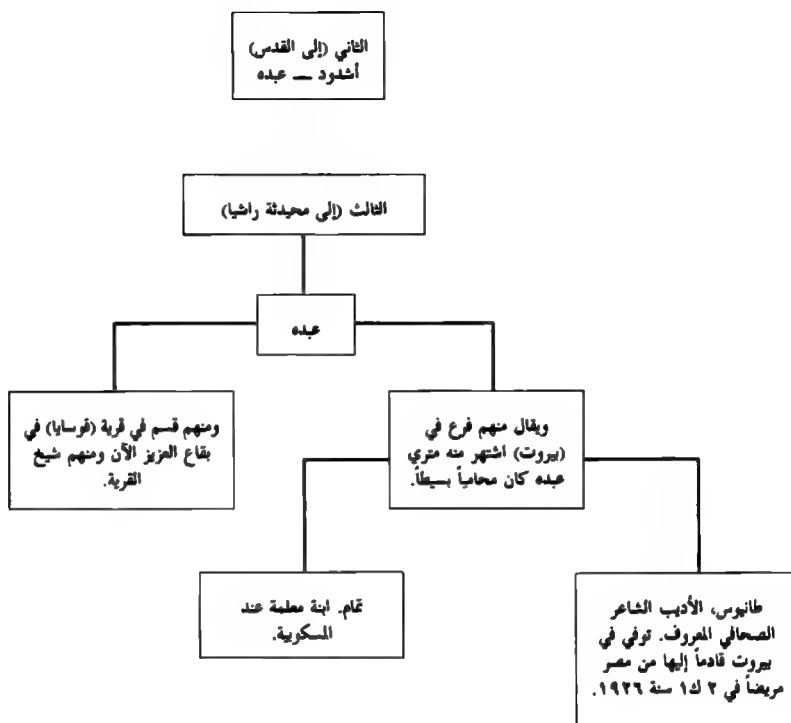 الثاني (إلى القدس)
أشدود — عبده
الثالث (إلى محيدثة راشيا)
عبده
ومنهم قسم في قرية (قوسايا) في
بقاع العزيز الآن ومنهم شيخ
القرية.
ويقال منهم فرع في
(بيروت) اشتهر منه متري
عبده كان محامياً بسيطاً.
تمام. ابنة معلمة عند
المسكوبية.
طانيوس، الأديب الشاعر
الصحافي المعروف. توفي في
بيروت قادماً إليها من مصر
مريضاً في ٢ ك١ سنة ١٩٢٦.